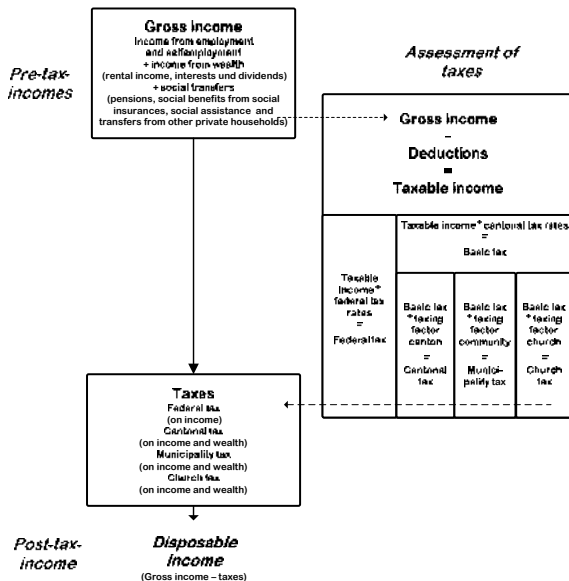 Gross income
Income from employment
and selfemployment
+ income from wealth
(rental income, interests und dividends)
+ social transfers
(pensions, social benefits from social
insurances, social assistance and
transfers from other private households)
Pre-tax-
incomes
Assessment of
taxes
Gross income
–
Deductions
=
Taxable income
Taxable income* cantonal tax rates
=
Basic tax
Taxable
income*
federal tax
rates
=
Federal tax
Basic tax
* taxing
factor
canton
=
Cantonal
tax
Basic tax
* taxing
factor
community
=
Munici-
pality tax
Basic tax
* taxing
factor
church
=
Church
tax
Taxes
Federal tax
(on income)
Cantonal tax
(on income and wealth)
Municipality tax
(on income and wealth)
Church tax
(on income and wealth)
Post-tax-
income
Disposable
income
(Gross income – taxes)